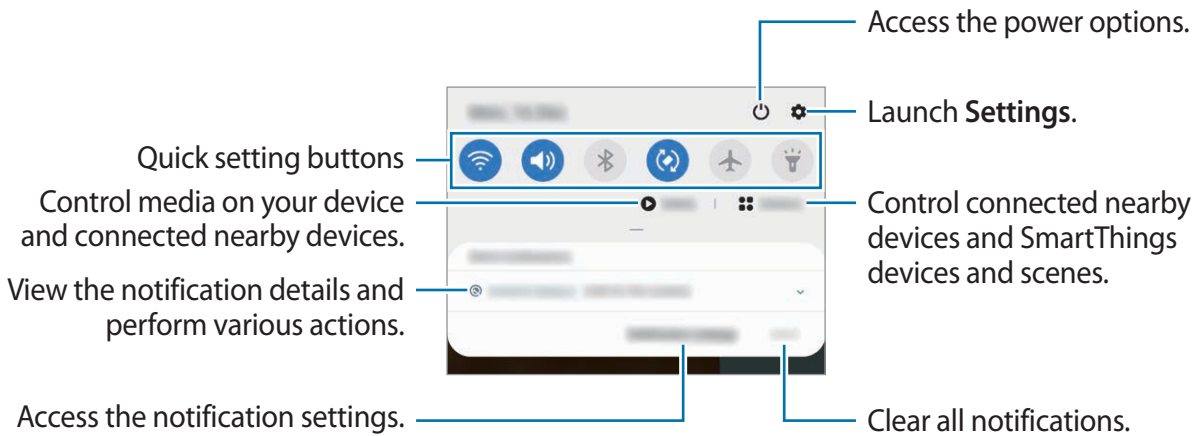 Access the power options.
Launch Settings.
Quick setting buttons
Control media on your device
and connected nearby devices.
Control connected nearby
devices and SmartThings
devices and scenes.
View the notification details and
perform various actions.
Access the notification settings.
Clear all notifications.